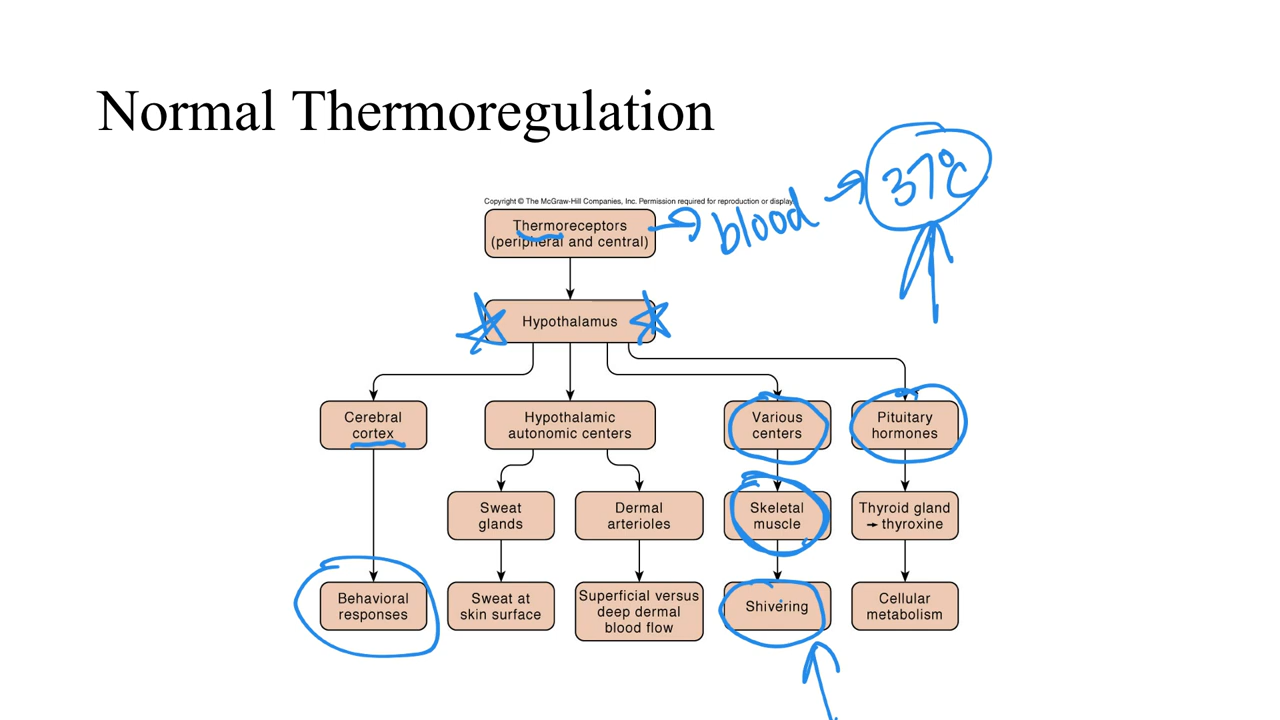 Normal Thermoregulation
37°C
Copyright © The McGraw-Hill Companies, Inc. Permission required for reproduction or display.
blood
Thermoreceptors
(peripheral and central)
Hypothalamus
Cerebral
cortex
Hypothalamic
autonomic centers
Various
centers
Pituitary
hormones
Sweat
glands
Dermal
arterioles
Skeletal
muscle
Thyroid gland
→ thyroxine
Behavioral
responses
Sweat at
skin surface
Superficial versus
deep dermal
blood flow
Shivering
Cellular
metabolism